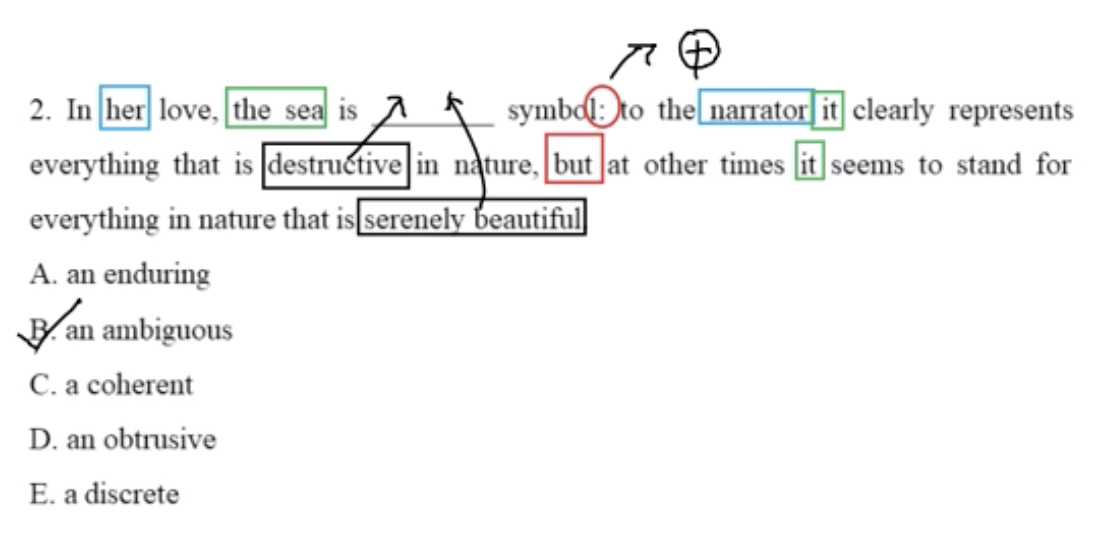 2. In her love, the sea is ________ symbol: to the narrator it clearly represents
everything that is destructive in nature, but at other times it seems to stand for
everything in nature that is serenely beautiful
A. an enduring
B. an ambiguous
C. a coherent
D. an obtrusive
E. a discrete